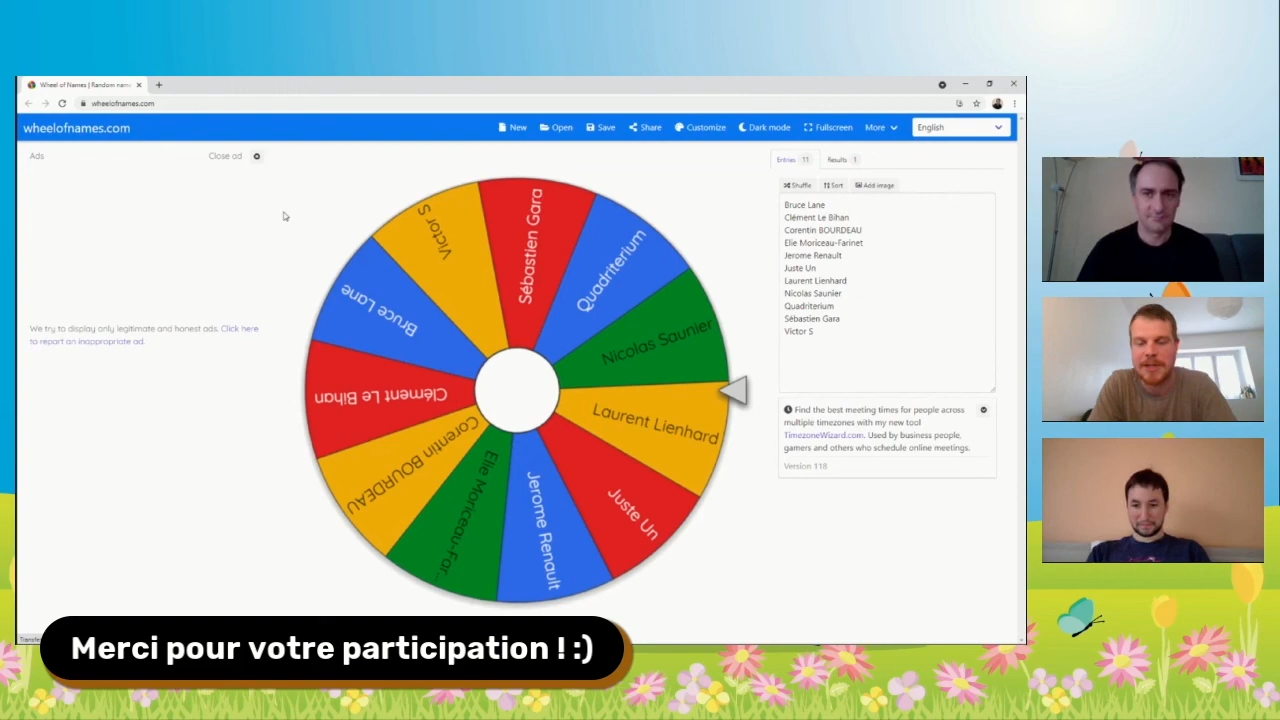 Wheel of Names | Random name
wheelofnames.com
wheelofnames.com
New
Open
Save
Share
Customize
Dark mode
Fullscreen
More
English
Ads
Close ad
We try to display only legitimate and honest ads. Click here
to report an inappropriate ad.
Sébastien Gara
Quadriterium
Nicolas Saunier
Laurent Lienhard
Juste Un
Jerome Renault
Elie Moriceau-Far...
Corentin BOURDEAU
Clément Le Bihan
Bruce Lane
Victor S
Entries 11
Results 1
Shuffle
Sort
Add image
Bruce Lane
Clément Le Bihan
Corentin BOURDEAU
Elie Moriceau-Farinet
Jerome Renault
Juste Un
Laurent Lienhard
Nicolas Saunier
Quadriterium
Sébastien Gara
Victor S
Find the best meeting times for people across
multiple timezones with my new tool
TimezoneWizard.com. Used by business people,
gamers and others who schedule online meetings.
Version 118
Merci pour votre participation ! :)